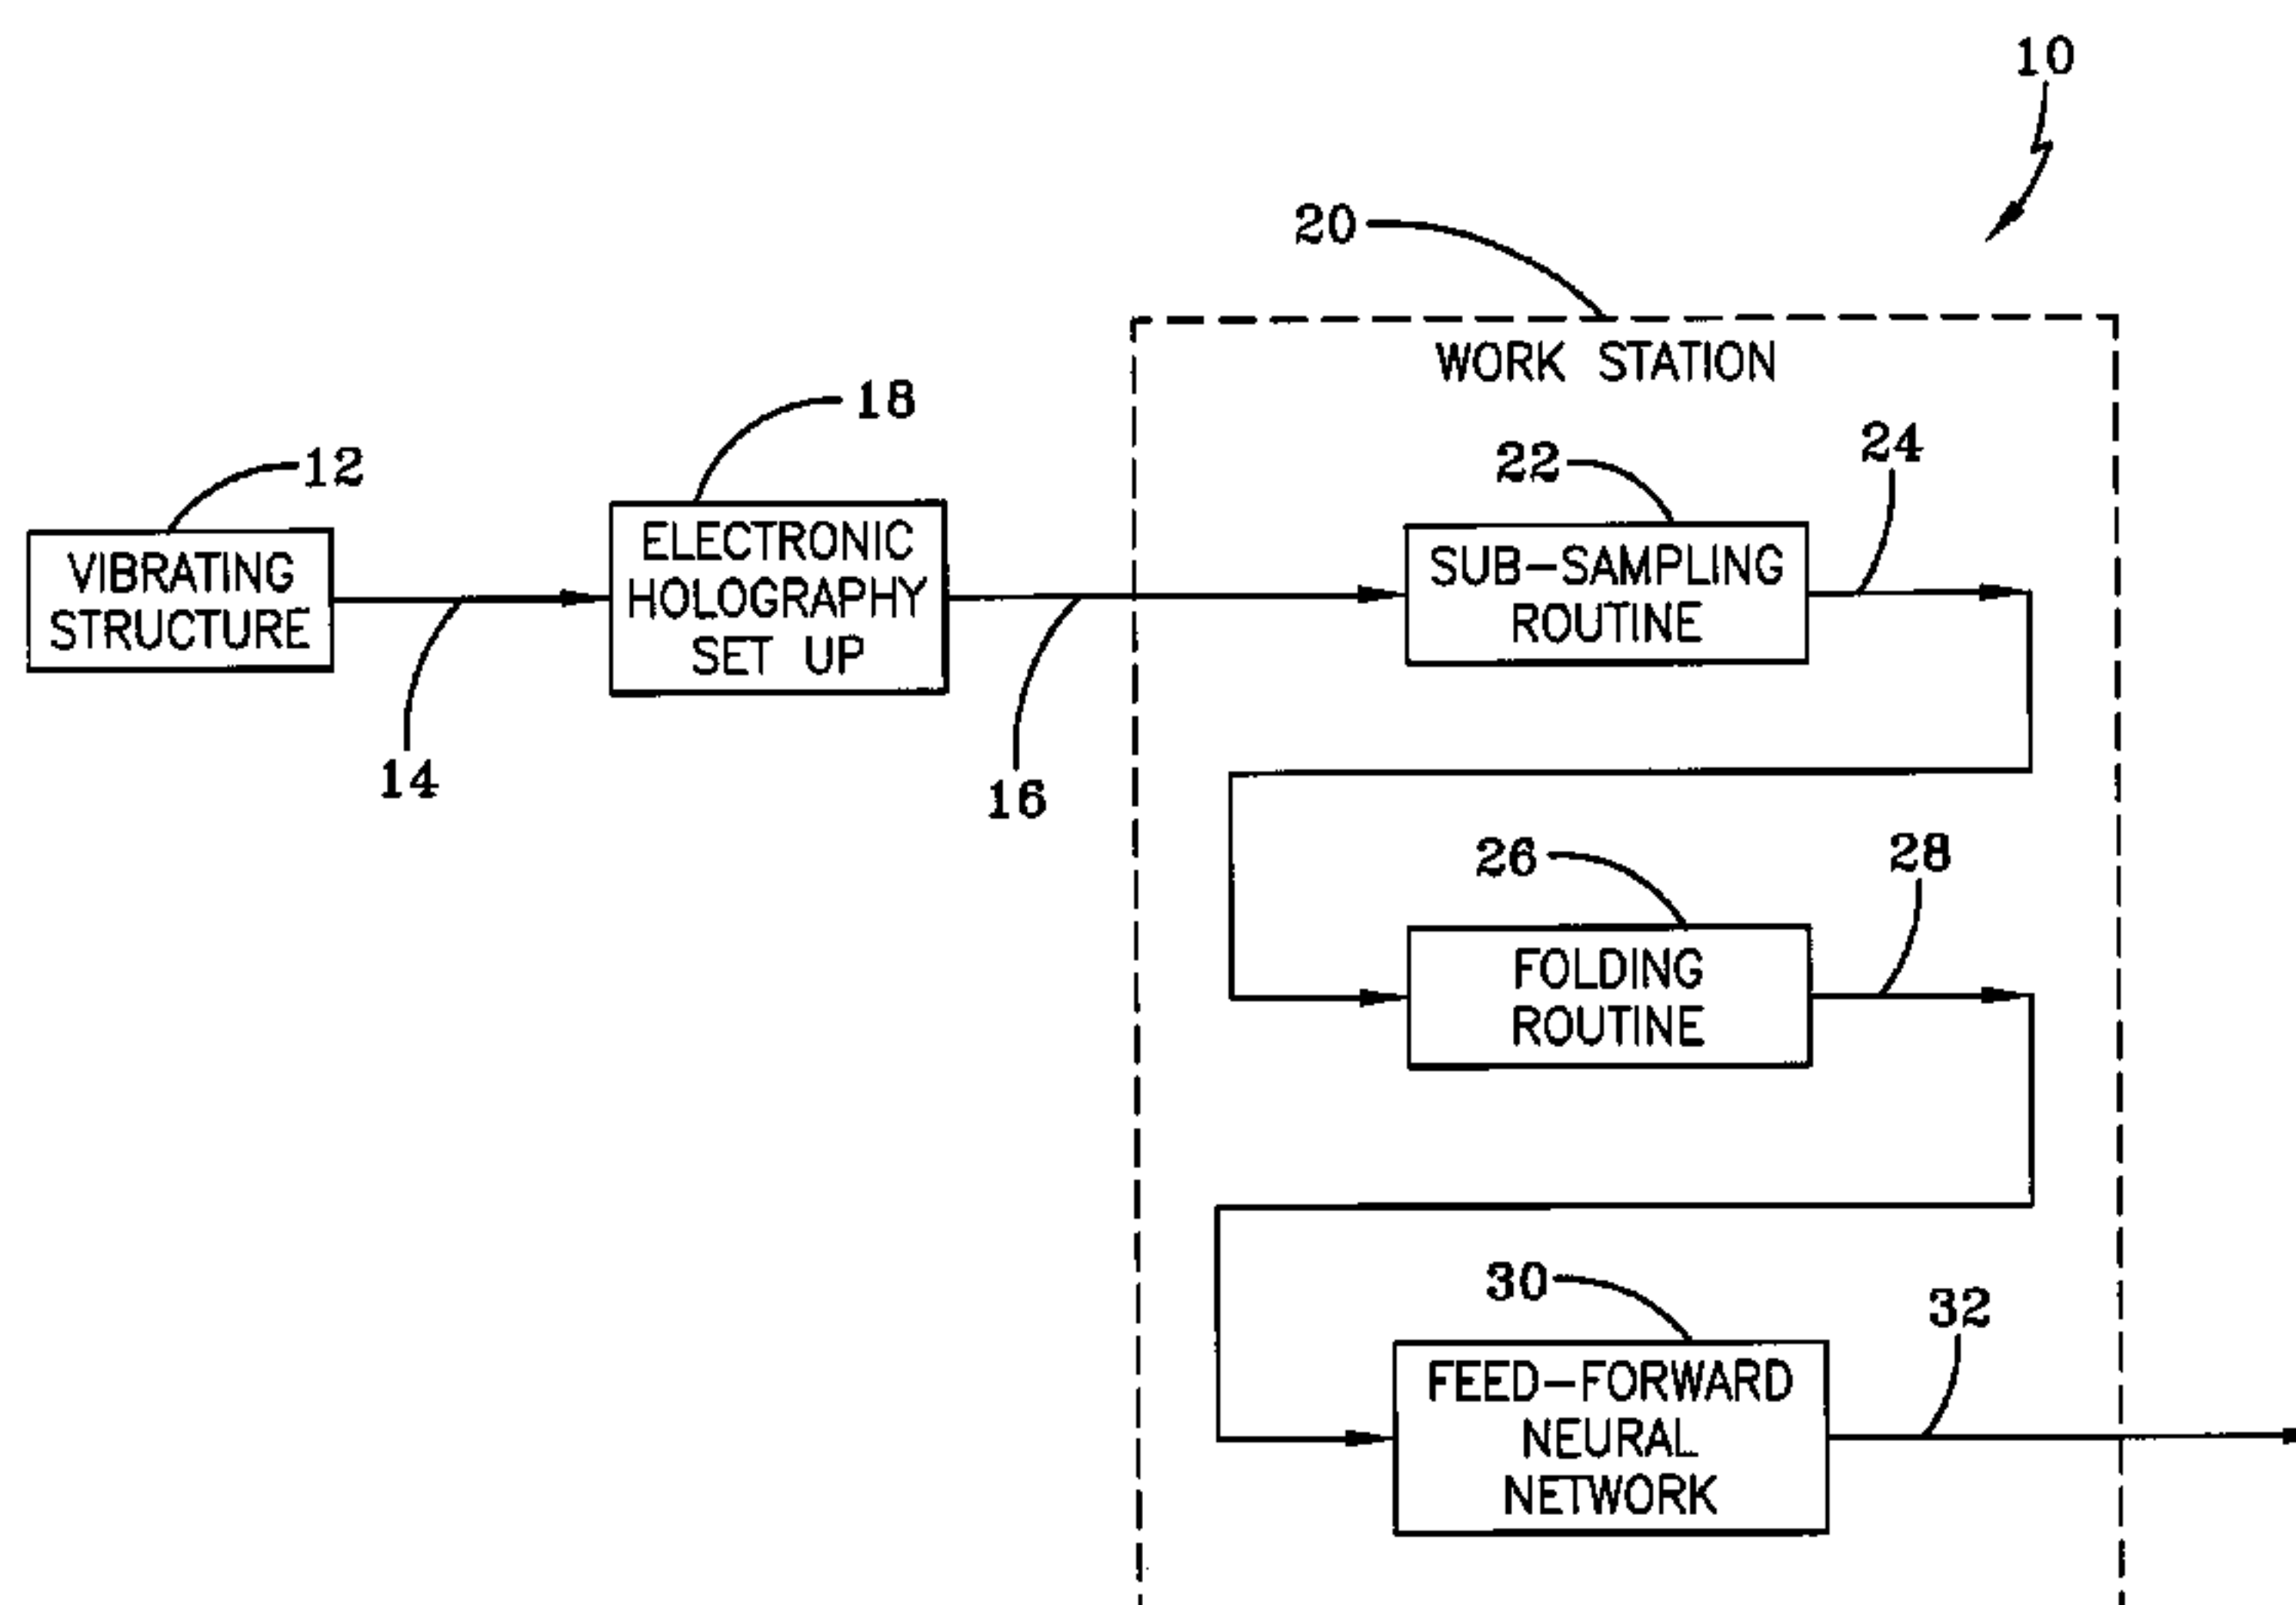 10
20
WORK STATION
18
12
22
24
VIBRATING
STRUCTURE
ELECTRONIC
HOLOGRAPHY
SET UP
SUB-SAMPLING
ROUTINE
14
16
26
28
FOLDING
ROUTINE
30
32
FEED-FORWARD
NEURAL
NETWORK